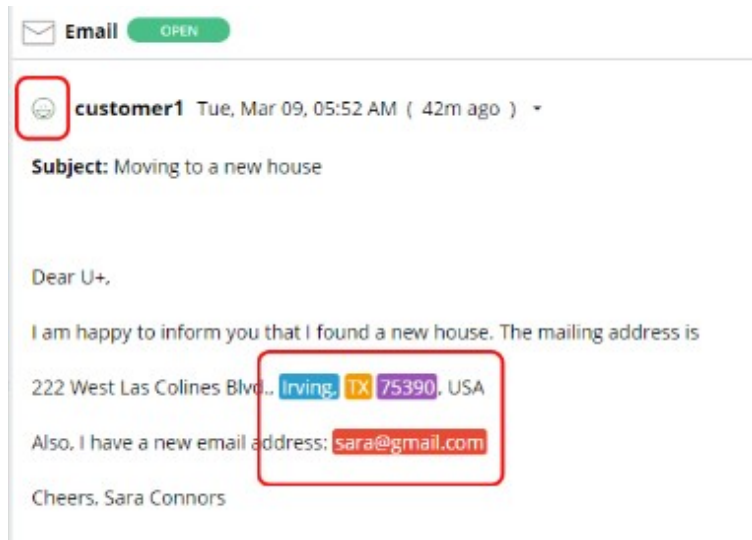 Email OPEN
customer1 Tue, Mar 09, 05:52 AM ( 42m ago )
Subject: Moving to a new house
Dear U+,
I am happy to inform you that I found a new house. The mailing address is
222 West Las Colines Blvd., Irving, TX 75390, USA
Also, I have a new email address: sara@gmail.com
Cheers, Sara Connors